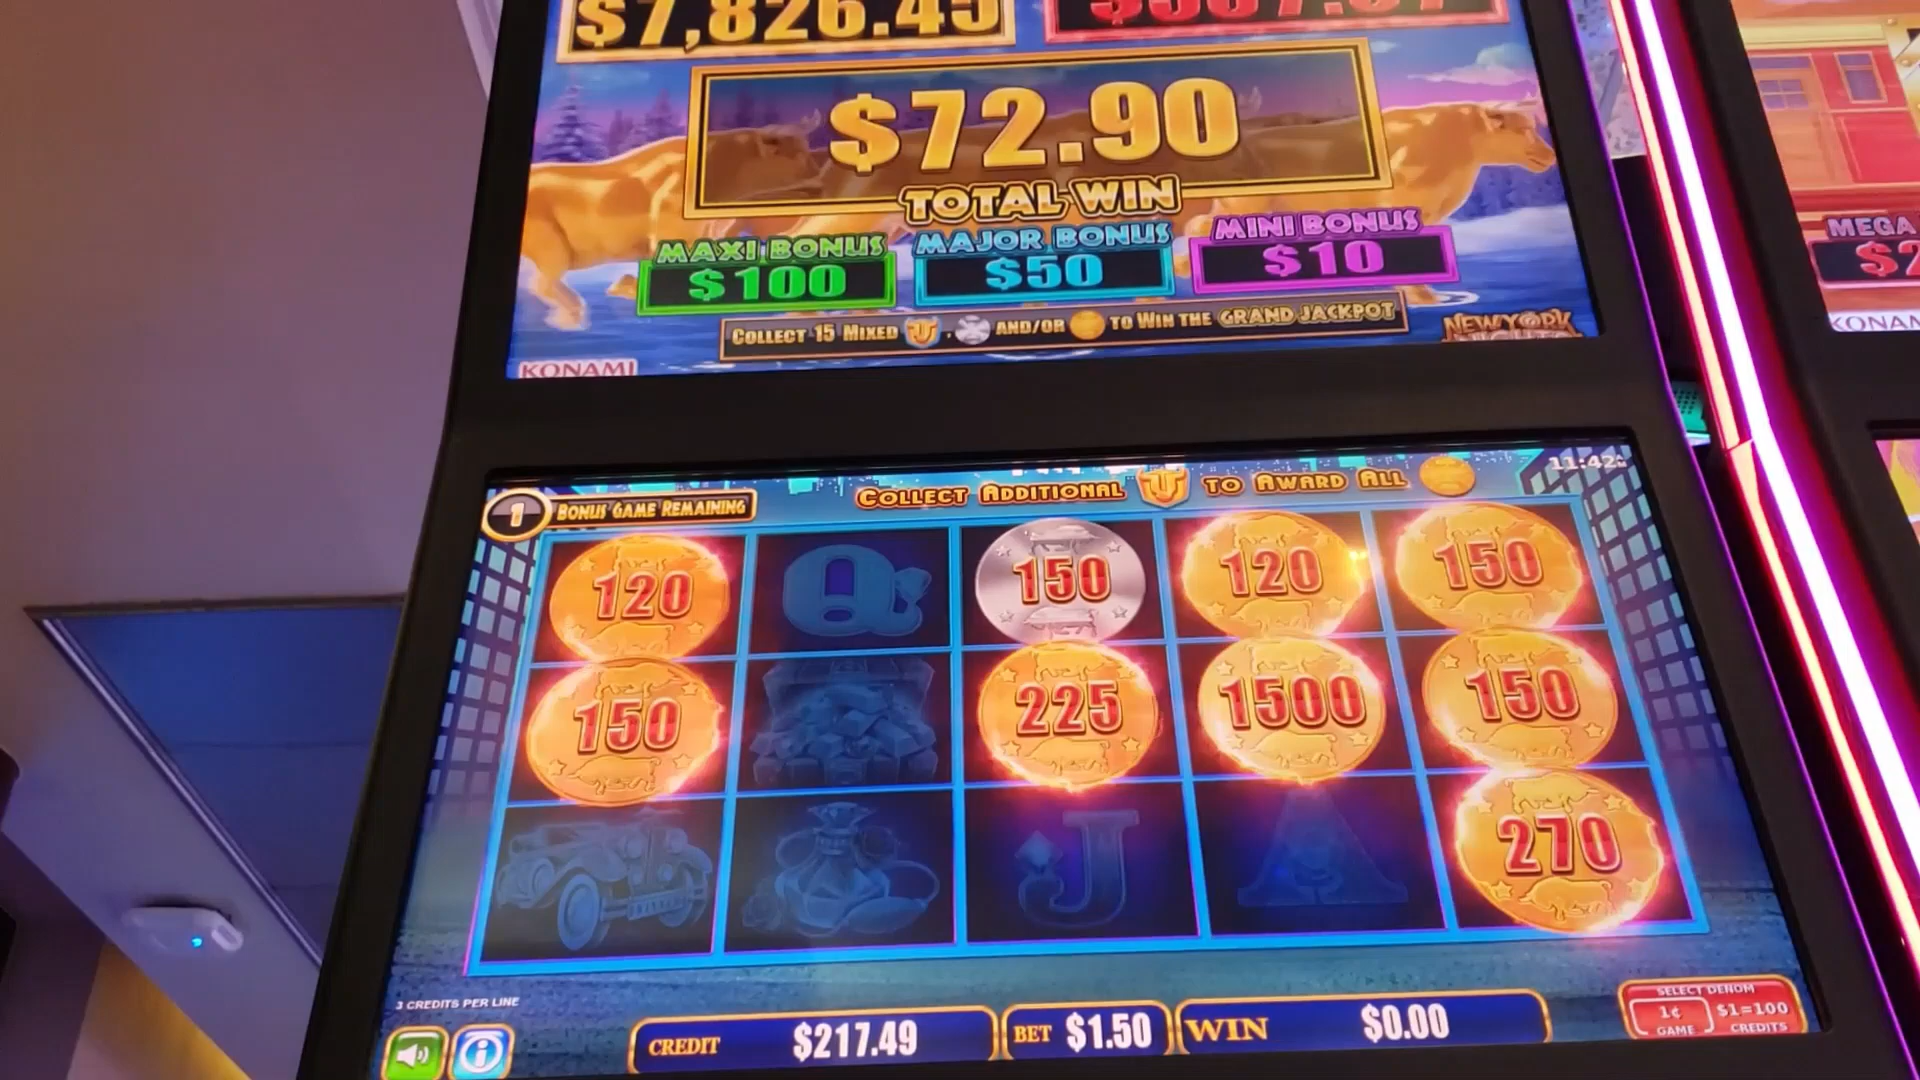 $7,826.45
$72.90
TOTAL WIN
MAXI BONUS
$100
MAJOR BONUS
$50
MINI BONUS
$10
COLLECT 15 MIXED , AND/OR TO WIN THE GRAND JACKPOT
NEW YORK
KONAMI
MEGA
KONAM
11:42
1 BONUS GAME REMAINING
COLLECT ADDITIONAL TO AWARD ALL
120
Q
150
120
150
150
225
1500
150
J
A
270
3 CREDITS PER LINE
CREDIT $217.49
BET $1.50
WIN $0.00
SELECT DENOM
1¢ GAME
$1=100 CREDITS